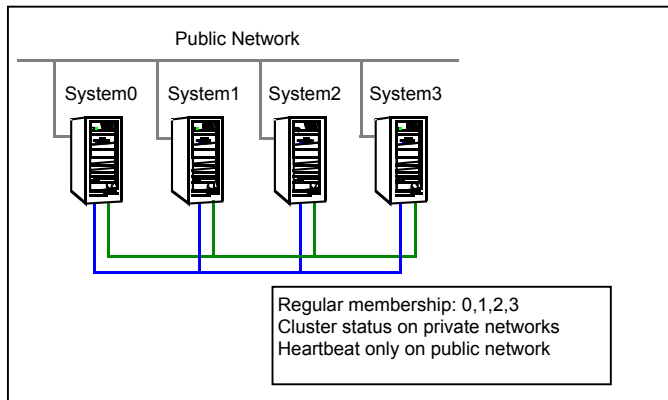 Public Network
System0 System1 System2 System3
Regular membership: 0,1,2,3
Cluster status on private networks
Heartbeat only on public network